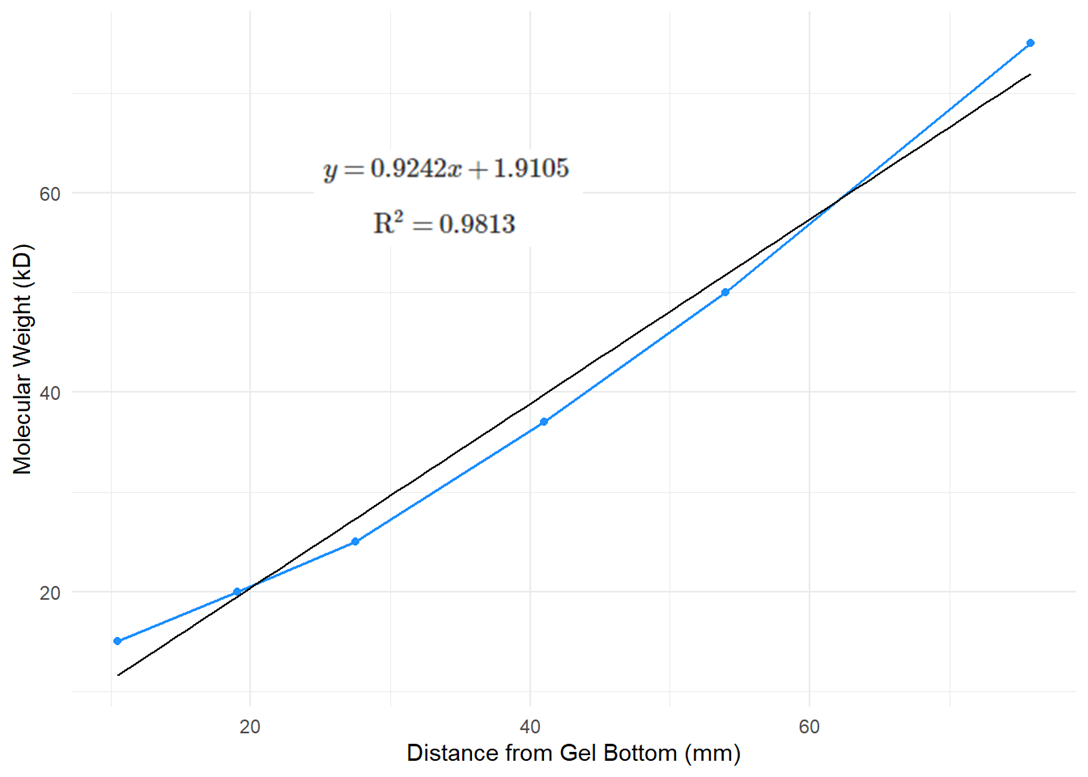 y = 0.9242x + 1.9105
R² = 0.9813
60
40
20
Molecular Weight (kD)
20
40
60
Distance from Gel Bottom (mm)